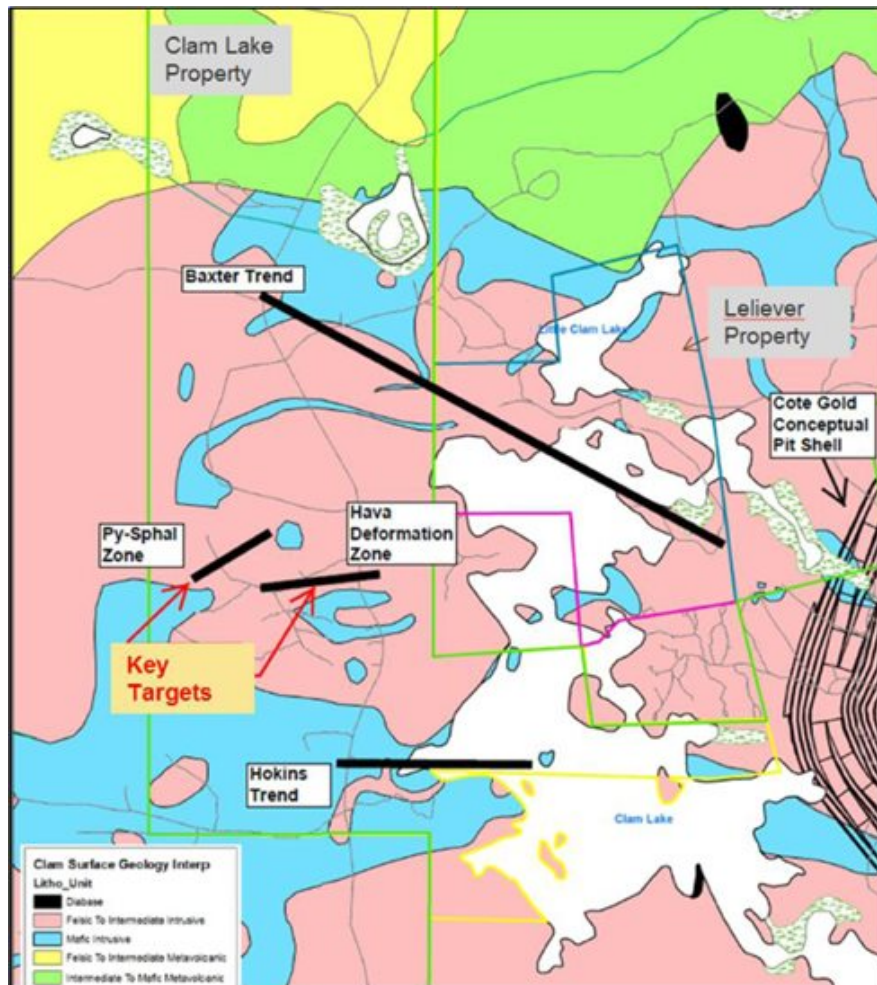 Clam Lake
Property
Baxter Trend
Little Clam Lake
Leliever
Property
Cote Gold
Conceptual
Pit Shell
Py-Sphal
Zone
Hava
Deformation
Zone
Key
Targets
Hokins
Trend
Clam Lake
Clam Surface Geology Interp
Litho_Unit
Diabase
Felsic To Intermediate Intrusive
Mafic Intrusive
Felsic To Intermediate Metavolcanic
Intermediate To Mafic Metavolcanic